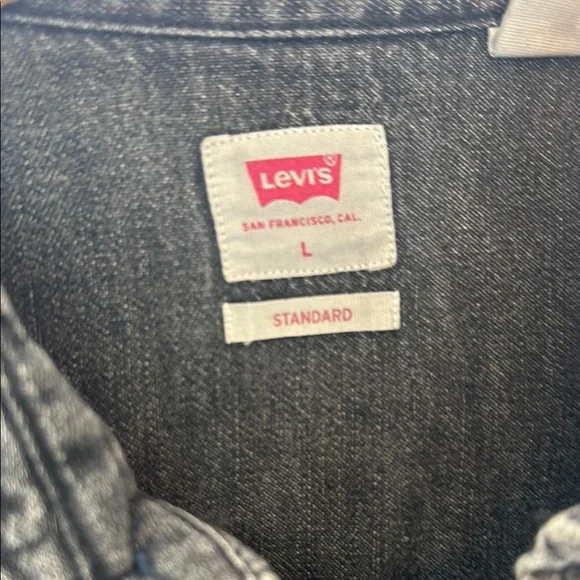 Levi's
SAN FRANCISCO, CAL.
L
STANDARD